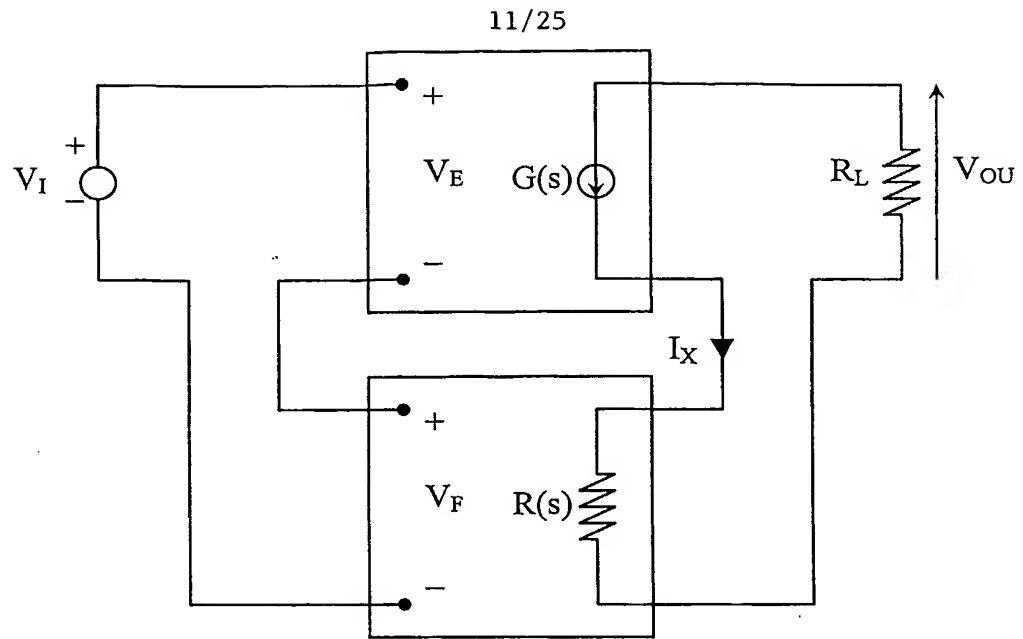 11/25
+
+
V_I
−
V_E
G(s)
R_L
V_OU
−
I_X
+
V_F
R(s)
−